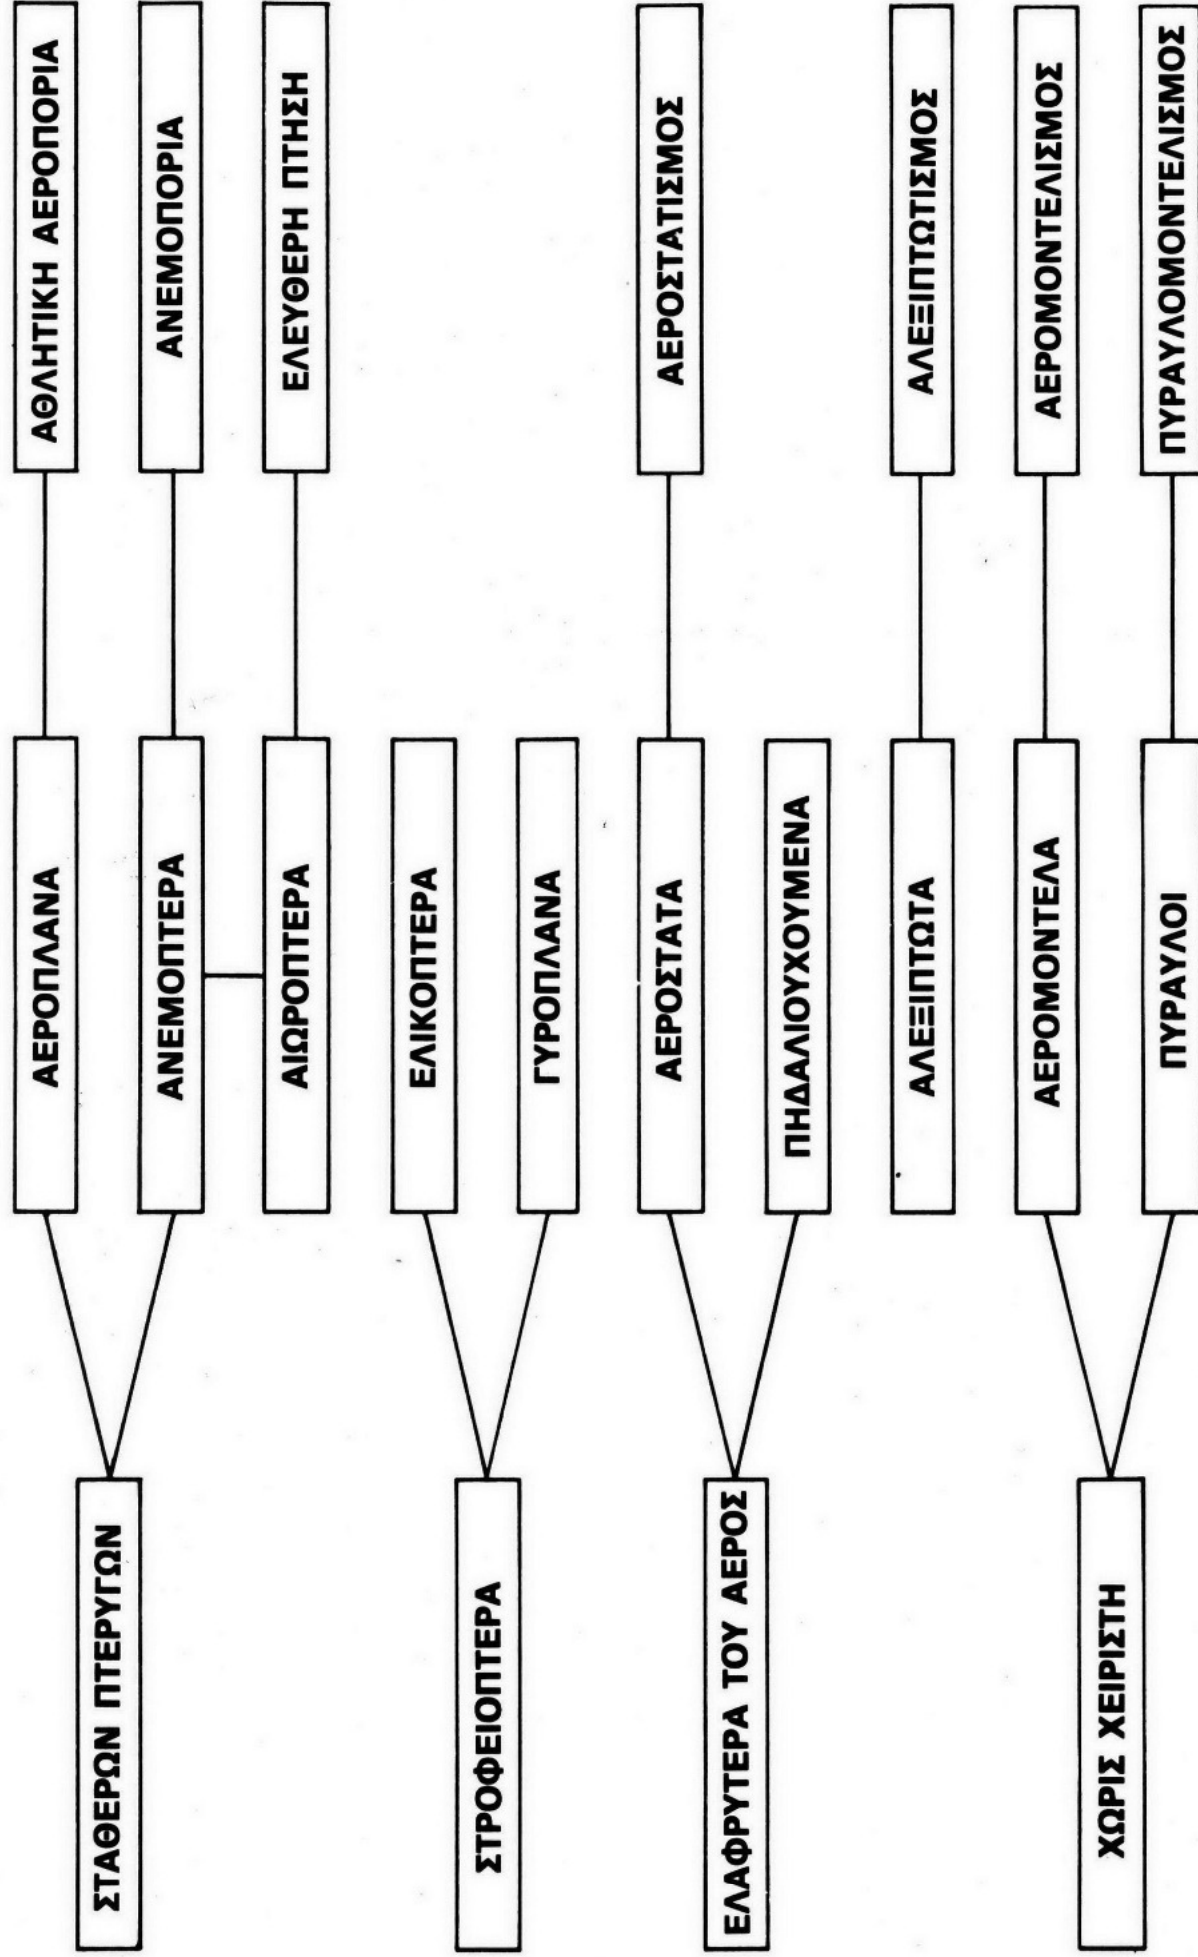 ΣΤΑΘΕΡΩΝ ΠΤΕΡΥΓΩΝ
ΑΕΡΟΠΛΑΝΑ
ΑΘΛΗΤΙΚΗ ΑΕΡΟΠΟΡΙΑ
ΑΝΕΜΟΠΤΕΡΑ
ΑΝΕΜΟΠΟΡΙΑ
ΑΙΩΡΟΠΤΕΡΑ
ΕΛΕΥΘΕΡΗ ΠΤΗΣΗ
ΣΤΡΟΦΕΙΟΠΤΕΡΑ
ΕΛΙΚΟΠΤΕΡΑ
ΓΥΡΟΠΛΑΝΑ
ΕΛΑΦΡΥΤΕΡΑ ΤΟΥ ΑΕΡΟΣ
ΑΕΡΟΣΤΑΤΑ
ΑΕΡΟΣΤΑΤΙΣΜΟΣ
ΠΗΔΑΛΙΟΥΧΟΥΜΕΝΑ
ΑΛΕΞΙΠΤΩΤΑ
ΑΛΕΞΙΠΤΩΤΙΣΜΟΣ
ΧΩΡΙΣ ΧΕΙΡΙΣΤΗ
ΑΕΡΟΜΟΝΤΕΛΑ
ΑΕΡΟΜΟΝΤΕΛΙΣΜΟΣ
ΠΥΡΑΥΛΟΙ
ΠΥΡΑΥΛΟΜΟΝΤΕΛΙΣΜΟΣ